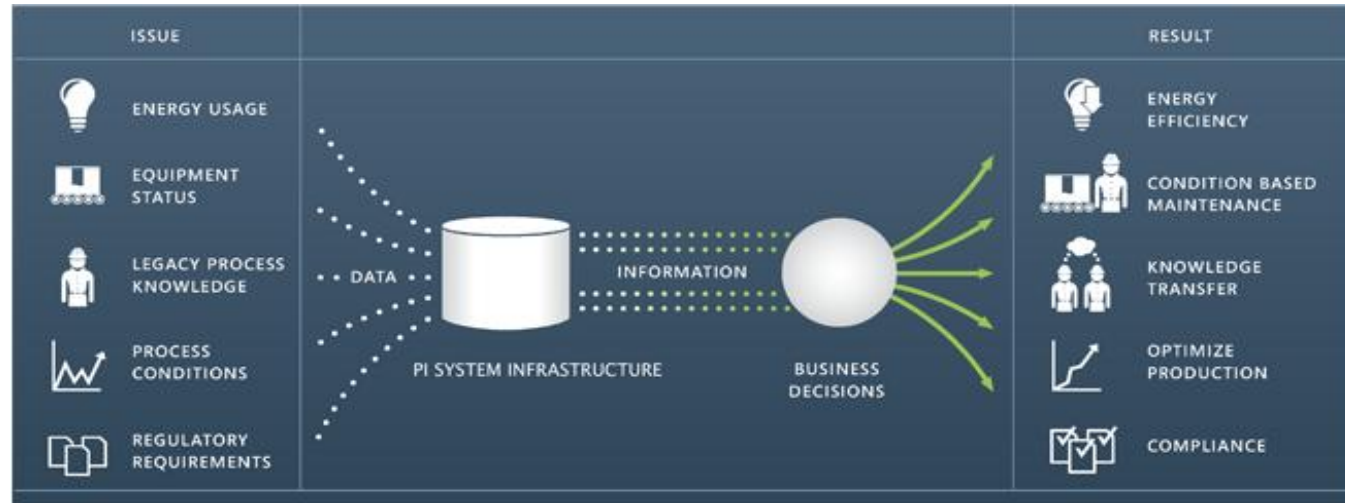 ISSUE
RESULT
ENERGY USAGE
EQUIPMENT
STATUS
LEGACY PROCESS
KNOWLEDGE
PROCESS
CONDITIONS
REGULATORY
REQUIREMENTS
DATA
PI SYSTEM INFRASTRUCTURE
INFORMATION
BUSINESS
DECISIONS
ENERGY
EFFICIENCY
CONDITION BASED
MAINTENANCE
KNOWLEDGE
TRANSFER
OPTIMIZE
PRODUCTION
COMPLIANCE